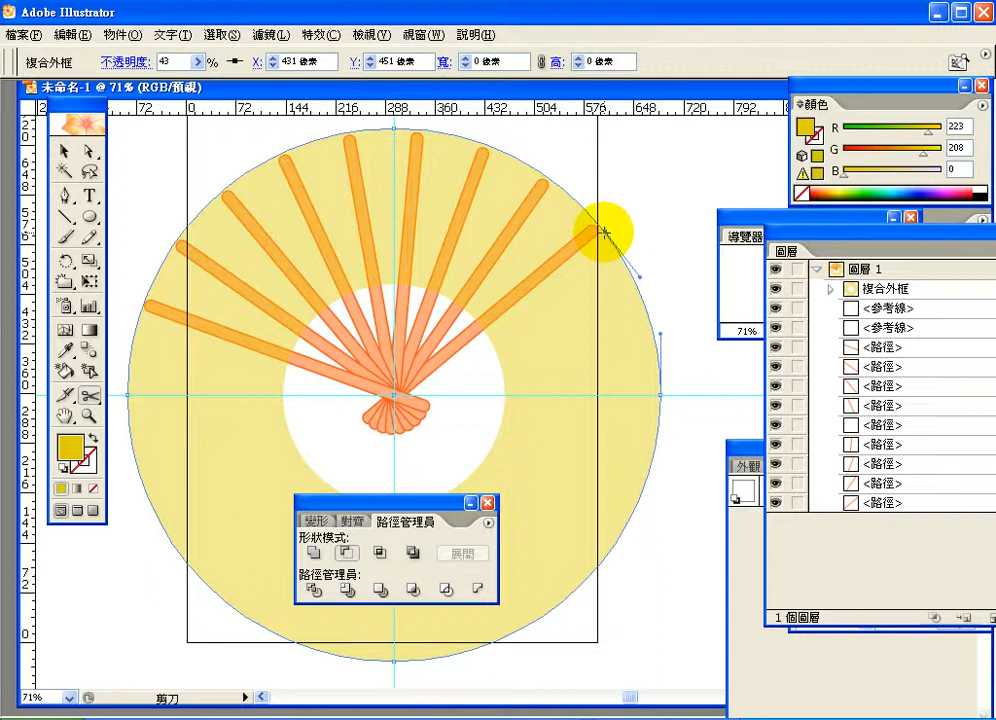 Adobe Illustrator
檔案(F) 編輯(E) 物件(O) 文字(T) 選取(S) 濾鏡(L) 特效(C) 檢視(V) 視窗(W) 說明(H)
複合外框 不透明度: 43 % X: 431 像素 Y: 451 像素 寬: 0 像素 高: 0 像素
未命名-1 @ 71% (RGB/預視)
72 0 72 144 216 288 360 432 504 576 648 720 792
顏色
R 223
G 208
B 0
導覽器
71%
圖層
圖層 1
複合外框
<參考線>
<參考線>
<路徑>
<路徑>
<路徑>
<路徑>
<路徑>
<路徑>
<路徑>
<路徑>
<路徑>
外觀
1 個圖層
變形 對齊 路徑管理員
形狀模式:
展開
路徑管理員:
71% 剪刀